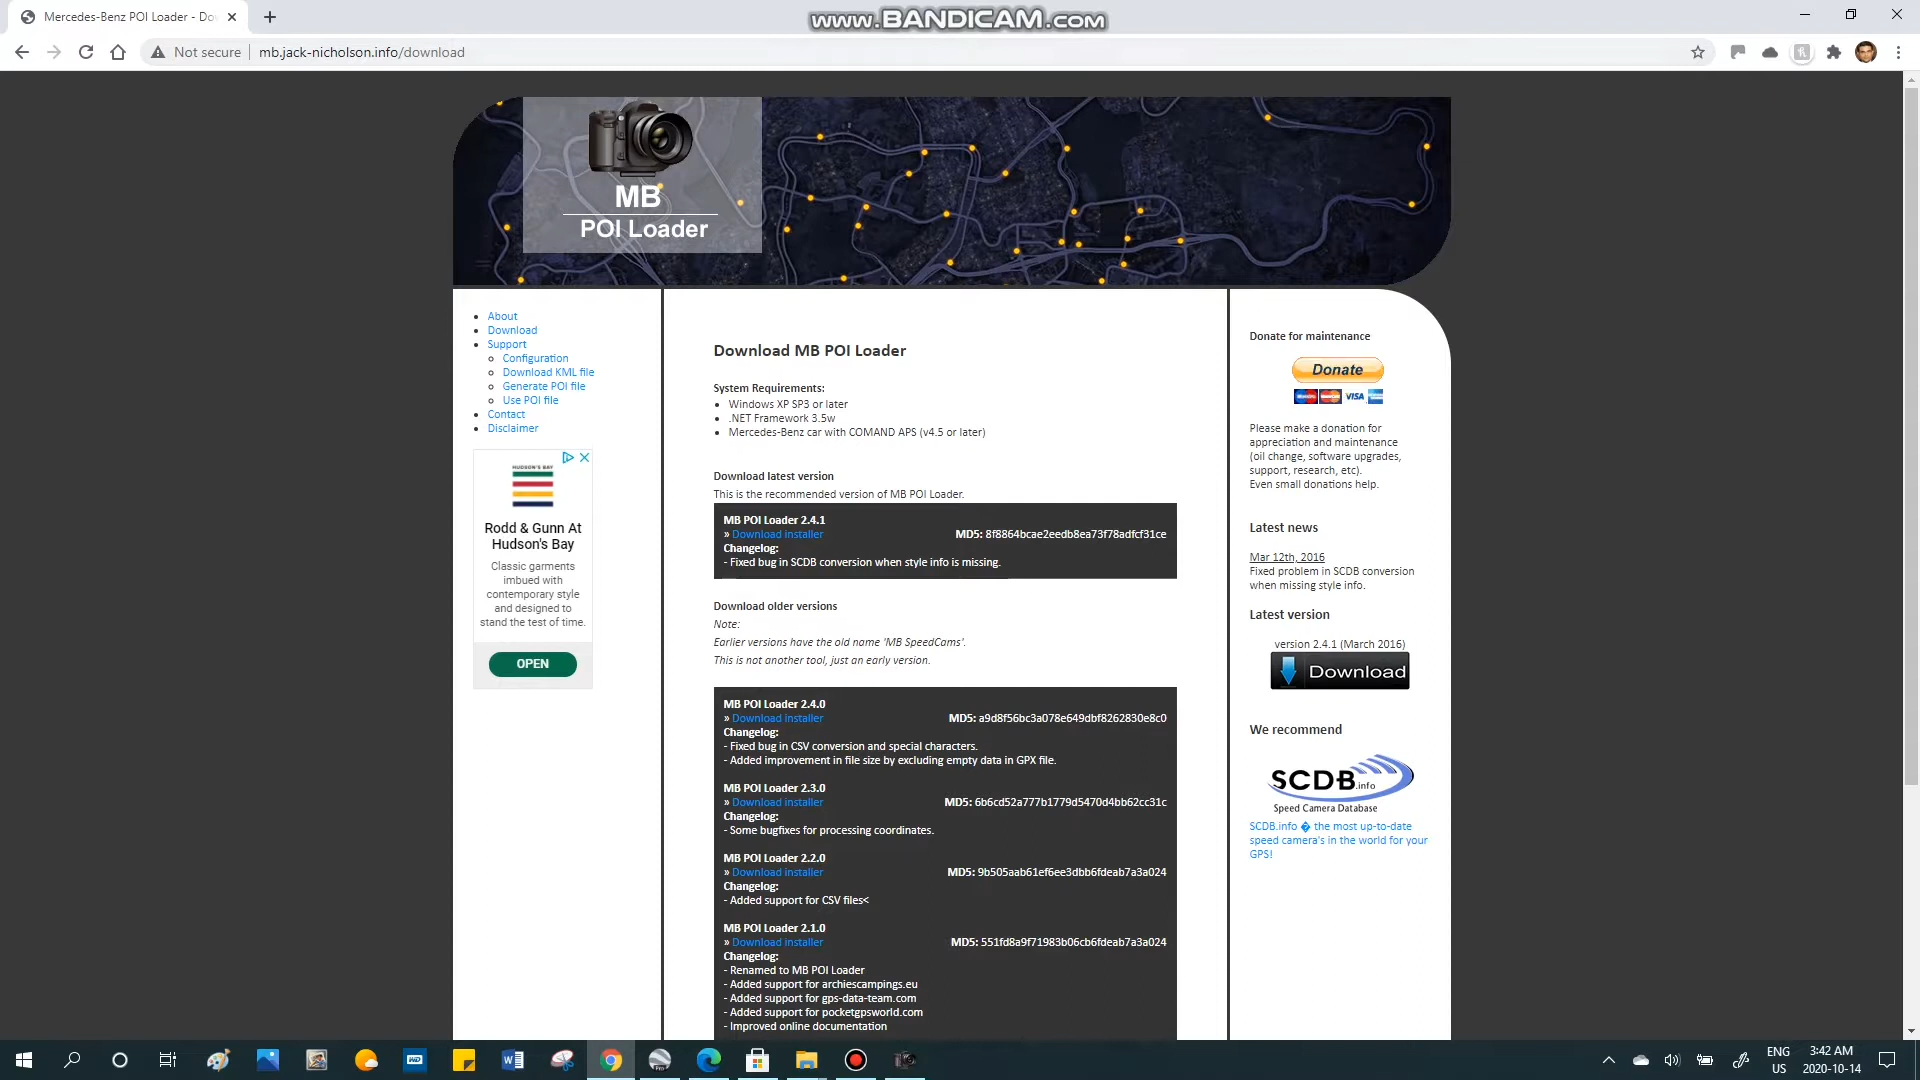 www.BANDICAM.com
Mercedes-Benz POI Loader - Do
Not secure
mb.jack-nicholson.info/download
MB
POI Loader
About
Download
Support
Configuration
Download KML file
Generate POI file
Use POI file
Contact
Disclaimer
HUDSON'S BAY
Rodd & Gunn At
Hudson's Bay
Classic garments
imbued with
contemporary style
and designed to
stand the test of time.
OPEN
Download MB POI Loader
System Requirements:
Windows XP SP3 or later
.NET Framework 3.5w
Mercedes-Benz car with COMAND APS (v4.5 or later)
Download latest version
This is the recommended version of MB POI Loader.
MB POI Loader 2.4.1
» Download installer MD5: 8f8864bcae2eedb8ea73f78adfcf31ce
Changelog:
- Fixed bug in SCDB conversion when style info is missing.
Download older versions
Note:
Earlier versions have the old name 'MB SpeedCams'.
This is not another tool, just an early version.
MB POI Loader 2.4.0
» Download installer MD5: a9d8f56bc3a078e649dbf8262830e8c0
Changelog:
- Fixed bug in CSV conversion and special characters.
- Added improvement in file size by excluding empty data in GPX file.
MB POI Loader 2.3.0
» Download installer MD5: 6b6cd52a777b1779d5470d4bb62cc31c
Changelog:
- Some bugfixes for processing coordinates.
MB POI Loader 2.2.0
» Download installer MD5: 9b505aab61ef6ee3dbb6fdeab7a3a024
Changelog:
- Added support for CSV files<
MB POI Loader 2.1.0
» Download installer MD5: 551fd8a9f71983b06cb6fdeab7a3a024
Changelog:
- Renamed to MB POI Loader
- Added support for archiescampings.eu
- Added support for gps-data-team.com
- Added support for pocketgpsworld.com
- Improved online documentation
Donate for maintenance
Donate
VISA
Please make a donation for
appreciation and maintenance
(oil change, software upgrades,
support, research, etc).
Even small donations help.
Latest news
Mar 12th, 2016
Fixed problem in SCDB conversion
when missing style info.
Latest version
version 2.4.1 (March 2016)
Download
We recommend
SCDB.info
Speed Camera Database
SCDB.info � the most up-to-date
speed camera's in the world for your
GPS!
WD
ENG
US
3:42 AM
2020-10-14